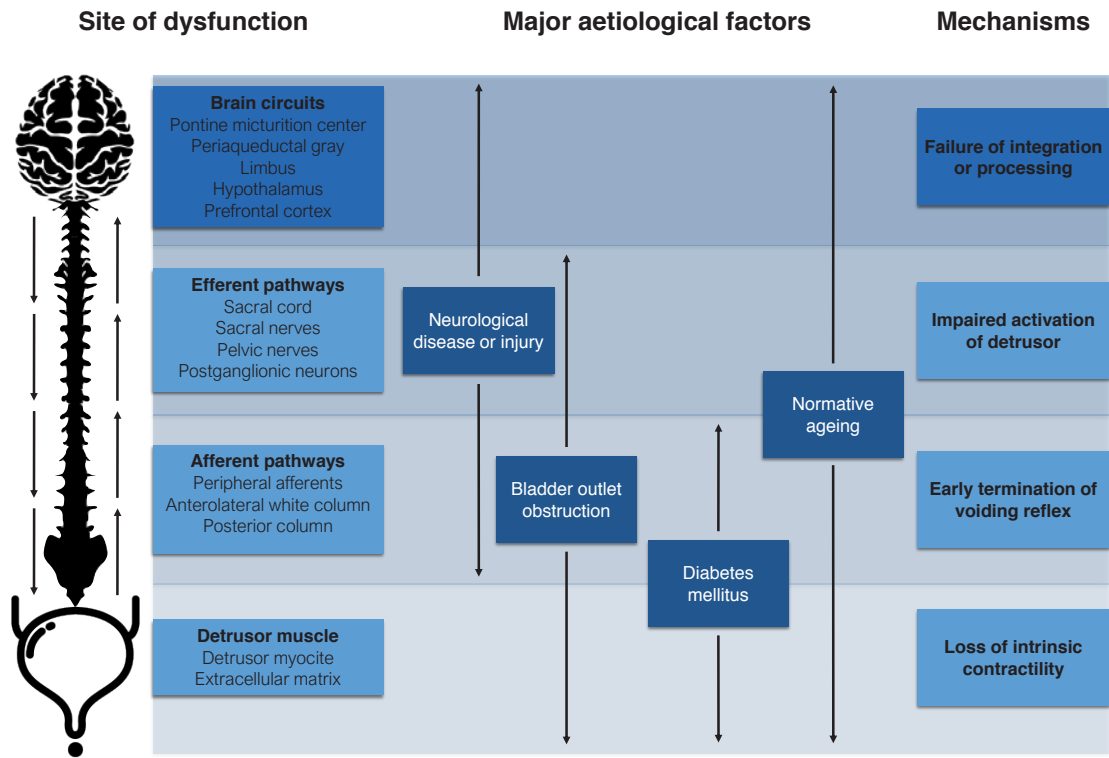 Site of dysfunction
Major aetiological factors
Mechanisms
Brain circuits
Pontine micturition center
Periaqueductal gray
Limbus
Hypothalamus
Prefrontal cortex
Failure of integration
or processing
Efferent pathways
Sacral cord
Sacral nerves
Pelvic nerves
Postganglionic neurons
Neurological
disease or injury
Impaired activation
of detrusor
Normative
ageing
Afferent pathways
Peripheral afferents
Anterolateral white column
Posterior column
Bladder outlet
obstruction
Early termination of
voiding reflex
Diabetes
mellitus
Detrusor muscle
Detrusor myocite
Extracellular matrix
Loss of intrinsic
contractility